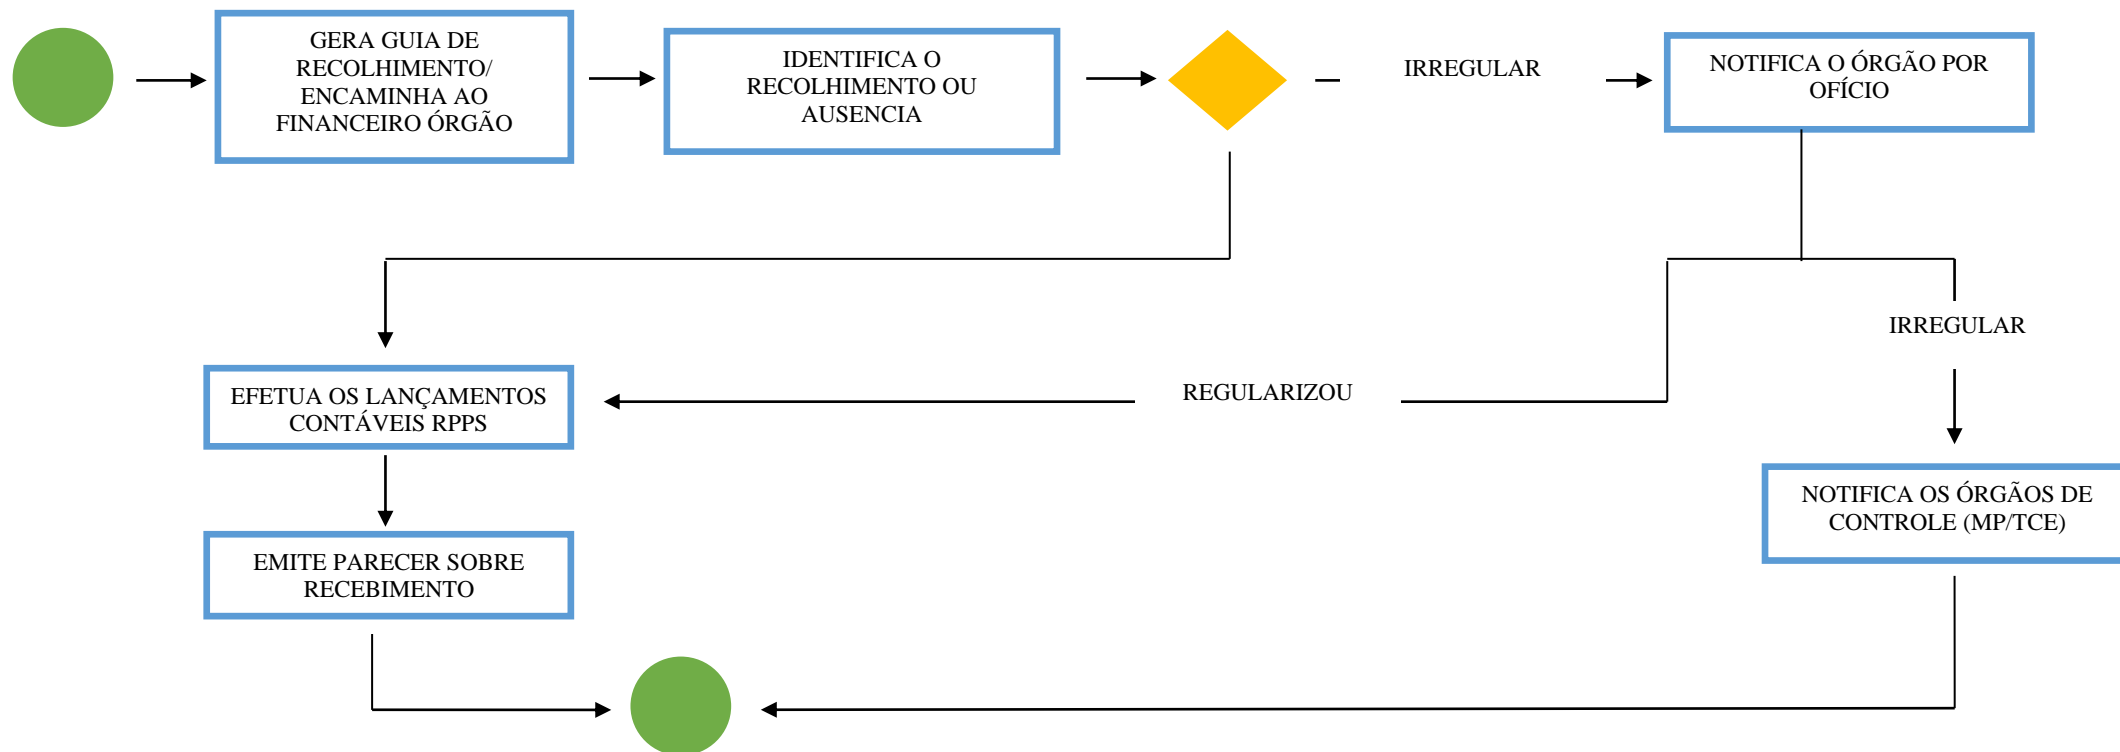 GERA GUIA DE
RECOLHIMENTO/
ENCAMINHA AO
FINANCEIRO ÓRGÃO
IDENTIFICA O
RECOLHIMENTO OU
AUSENCIA
IRREGULAR
NOTIFICA O ÓRGÃO POR
OFÍCIO
IRREGULAR
EFETUA OS LANÇAMENTOS
CONTÁVEIS RPPS
REGULARIZOU
NOTIFICA OS ÓRGÃOS DE
CONTROLE (MP/TCE)
EMITE PARECER SOBRE
RECEBIMENTO